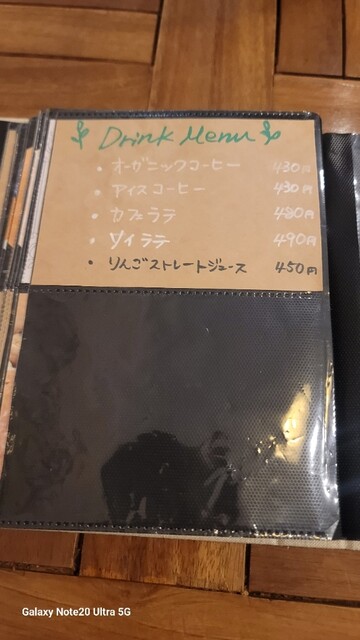 Drink Menu
・オーガニックコーヒー 430円
・アイスコーヒー 430円
・カフェラテ 480円
・ソイラテ 490円
・りんごストレートジュース 450円
Galaxy Note20 Ultra 5G